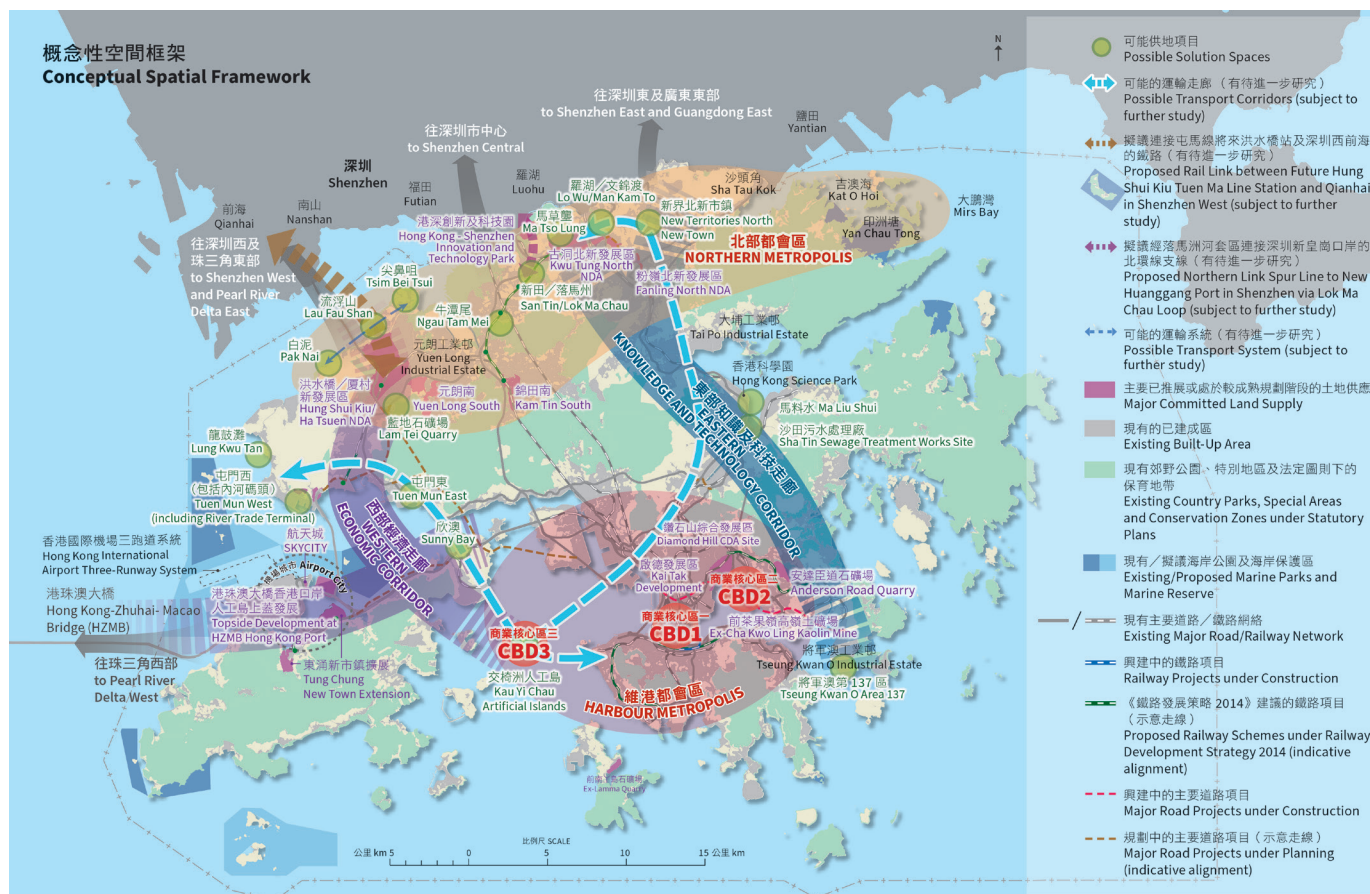 概念性空間框架
Conceptual Spatial Framework
N
往深圳東及廣東東部
to Shenzhen East and Guangdong East
鹽田
Yantian
往深圳市中心
to Shenzhen Central
深圳
Shenzhen
羅湖
Luohu
福田
Futian
南山
Nanshan
前海
Qianhai
沙頭角
Sha Tau Kok
吉澳海
Kat O Hoi
大鵬灣
Mirs Bay
印洲塘
Yan Chau Tong
羅湖／文錦渡
Lo Wu/Man Kam To
新界北新市鎮
New Territories North
New Town
北部都會區
NORTHERN METROPOLIS
港深創新及科技園
Hong Kong - Shenzhen
Innovation and
Technology Park
馬草壟
Ma Tso Lung
古洞北新發展區
Kwu Tung North
NDA
粉嶺北新發展區
Fanling North NDA
往深圳西及
珠三角東部
to Shenzhen West
and Pearl River
Delta East
尖鼻咀
Tsim Bei Tsui
流浮山
Lau Fau Shan
白泥
Pak Nai
牛潭尾
Ngau Tam Mei
新田／落馬州
San Tin/Lok Ma Chau
元朗工業邨
Yuen Long
Industrial Estate
大埔工業邨
Tai Po Industrial Estate
香港科學園
Hong Kong Science Park
馬料水 Ma Liu Shui
沙田污水處理廠
Sha Tin Sewage Treatment Works Site
東部知識及科技走廊
EASTERN
KNOWLEDGE AND TECHNOLOGY CORRIDOR
洪水橋／厦村
新發展區
Hung Shui Kiu/
Ha Tsuen NDA
元朗南
Yuen Long South
錦田南
Kam Tin South
藍地石礦場
Lam Tei Quarry
龍鼓灘
Lung Kwu Tan
屯門西
（包括內河碼頭）
Tuen Mun West
(including River Trade Terminal)
屯門東
Tuen Mun East
西部經濟走廊
WESTERN
ECONOMIC CORRIDOR
欣澳
Sunny Bay
航天城
SKYCITY
香港國際機場三跑道系統
Hong Kong International
Airport Three-Runway System
機場城市 Airport City
港珠澳大橋
Hong Kong-Zhuhai- Macao
Bridge (HZMB)
港珠澳大橋香港口岸
人工島上蓋發展
Topside Development at
HZMB Hong Kong Port
往珠三角西部
to Pearl River
Delta West
東涌新市鎮擴展
Tung Chung
New Town Extension
鑽石山綜合發展區
Diamond Hill CDA Site
啟德發展區
Kai Tak
Development
商業核心區二
CBD2
安達臣道石礦場
Anderson Road Quarry
商業核心區一
CBD1
前茶果嶺高嶺土礦場
Ex-Cha Kwo Ling Kaolin Mine
商業核心區三
CBD3
交椅洲人工島
Kau Yi Chau
Artificial Islands
維港都會區
HARBOUR METROPOLIS
將軍澳工業邨
Tseung Kwan O Industrial Estate
將軍澳第 137 區
Tseung Kwan O Area 137
前南丫島石礦場
Ex-Lamma Quarry
比例尺 SCALE
公里 km 5 0 5 10 15 公里 km
可能供地項目
Possible Solution Spaces
可能的運輸走廊（有待進一步研究）
Possible Transport Corridors (subject to
further study)
擬議連接屯馬線將來洪水橋站及深圳西前海
的鐵路（有待進一步研究）
Proposed Rail Link between Future Hung
Shui Kiu Tuen Ma Line Station and Qianhai
in Shenzhen West (subject to further
study)
擬議經落馬洲河套區連接深圳新皇崗口岸的
北環線支線（有待進一步研究）
Proposed Northern Link Spur Line to New
Huanggang Port in Shenzhen via Lok Ma
Chau Loop (subject to further study)
可能的運輸系統（有待進一步研究）
Possible Transport System (subject to
further study)
主要已推展或處於較成熟規劃階段的土地供應
Major Committed Land Supply
現有的已建成區
Existing Built-Up Area
現有郊野公園、特別地區及法定圖則下的
保育地帶
Existing Country Parks, Special Areas
and Conservation Zones under Statutory
Plans
現有／擬議海岸公園及海岸保護區
Existing/Proposed Marine Parks and
Marine Reserve
現有主要道路／鐵路網絡
Existing Major Road/Railway Network
興建中的鐵路項目
Railway Projects under Construction
《鐵路發展策略 2014》建議的鐵路項目
（示意走線）
Proposed Railway Schemes under Railway
Development Strategy 2014 (indicative
alignment)
興建中的主要道路項目
Major Road Projects under Construction
規劃中的主要道路項目（示意走線）
Major Road Projects under Planning
(indicative alignment)